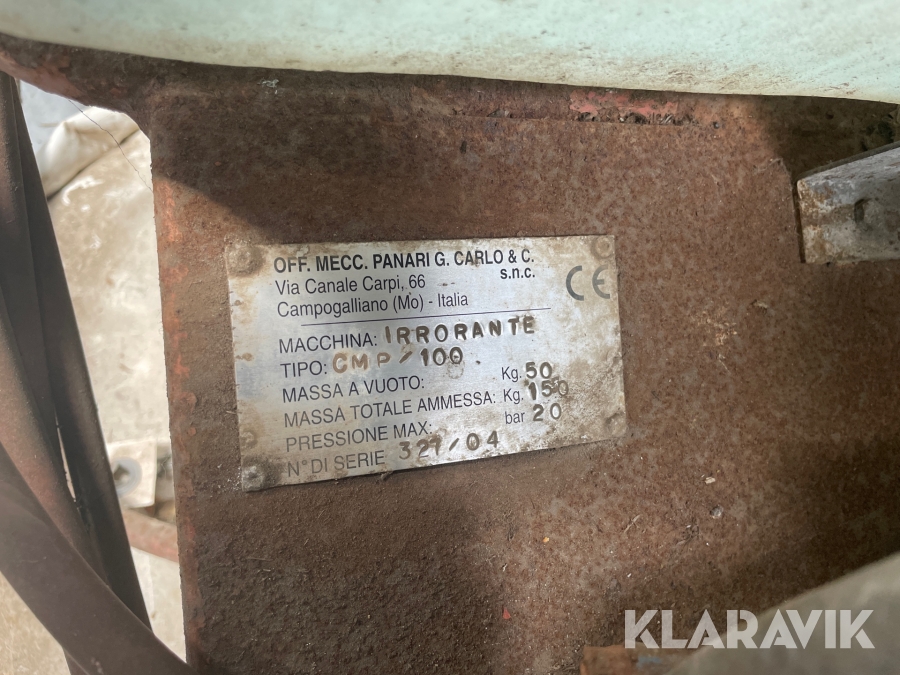 OFF. MECC. PANARI G. CARLO & C.
s.n.c.
Via Canale Carpi, 66
Campogalliano (Mo) - Italia
CE
MACCHINA: IRRORANTE
TIPO: CMP/100
MASSA A VUOTO: Kg. 50
MASSA TOTALE AMMESSA: Kg. 150
PRESSIONE MAX: bar 20
N° DI SERIE 321/04
KLARAVIK